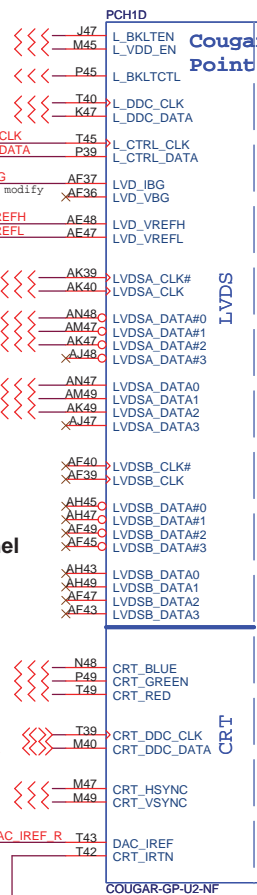 PCH1D
J47 L_BKLTEN Cougar
M45 L_VDD_EN Point
P45 L_BKLTCTL
T40 L_DDC_CLK
K47 L_DDC_DATA
CLK T45 L_CTRL_CLK
DATA P39 L_CTRL_DATA
G AF37 LVD_IBG
modify AF36 LVD_VBG
REFH AE48 LVD_VREFH
REFL AE47 LVD_VREFL
LVDS
AK39 LVDSA_CLK#
AK40 LVDSA_CLK
AN48 LVDSA_DATA#0
AM47 LVDSA_DATA#1
AK47 LVDSA_DATA#2
AJ48 LVDSA_DATA#3
AN47 LVDSA_DATA0
AM49 LVDSA_DATA1
AK49 LVDSA_DATA2
AJ47 LVDSA_DATA3
AF40 LVDSB_CLK#
AF39 LVDSB_CLK
AH45 LVDSB_DATA#0
AH47 LVDSB_DATA#1
AF49 LVDSB_DATA#2
AF45 LVDSB_DATA#3
nel
AH43 LVDSB_DATA0
AH49 LVDSB_DATA1
AF47 LVDSB_DATA2
AF43 LVDSB_DATA3
N48 CRT_BLUE
P49 CRT_GREEN
T49 CRT_RED
CRT
T39 CRT_DDC_CLK
M40 CRT_DDC_DATA
M47 CRT_HSYNC
M49 CRT_VSYNC
AC_IREF_R T43 DAC_IREF
T42 CRT_IRTN
COUGAR-GP-U2-NF